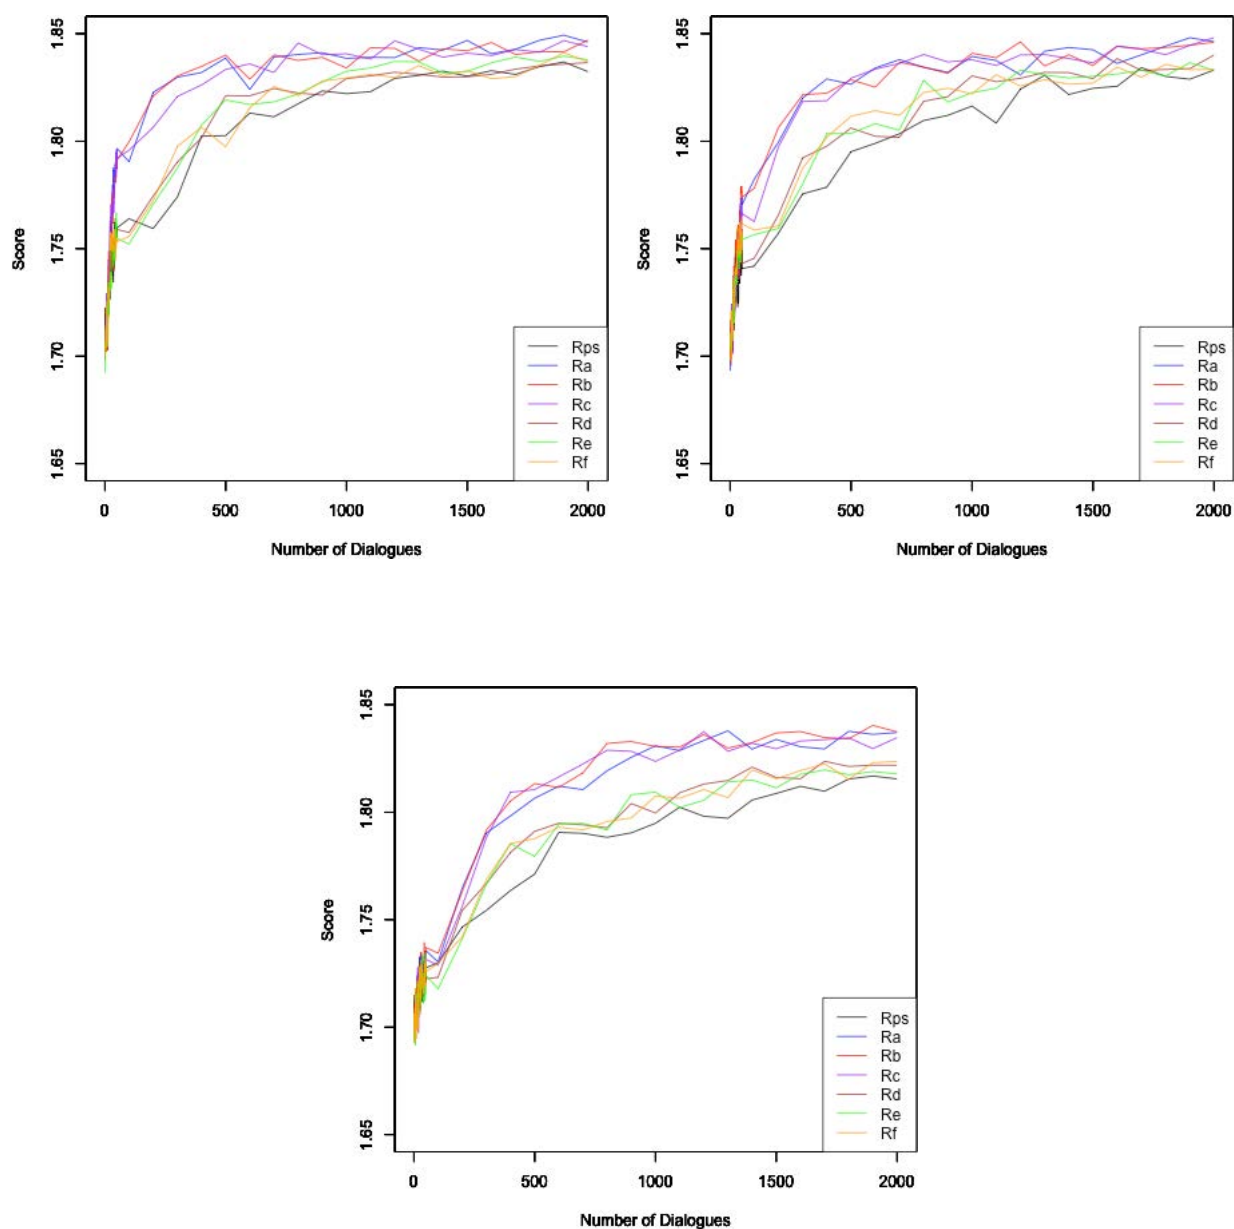 1.85
1.80
1.75
1.70
1.65
Score
Rps
Ra
Rb
Rc
Rd
Re
Rf
0 500 1000 1500 2000
Number of Dialogues
1.85
1.80
1.75
1.70
1.65
Score
Rps
Ra
Rb
Rc
Rd
Re
Rf
0 500 1000 1500 2000
Number of Dialogues
1.85
1.80
1.75
1.70
1.65
Score
Rps
Ra
Rb
Rc
Rd
Re
Rf
0 500 1000 1500 2000
Number of Dialogues